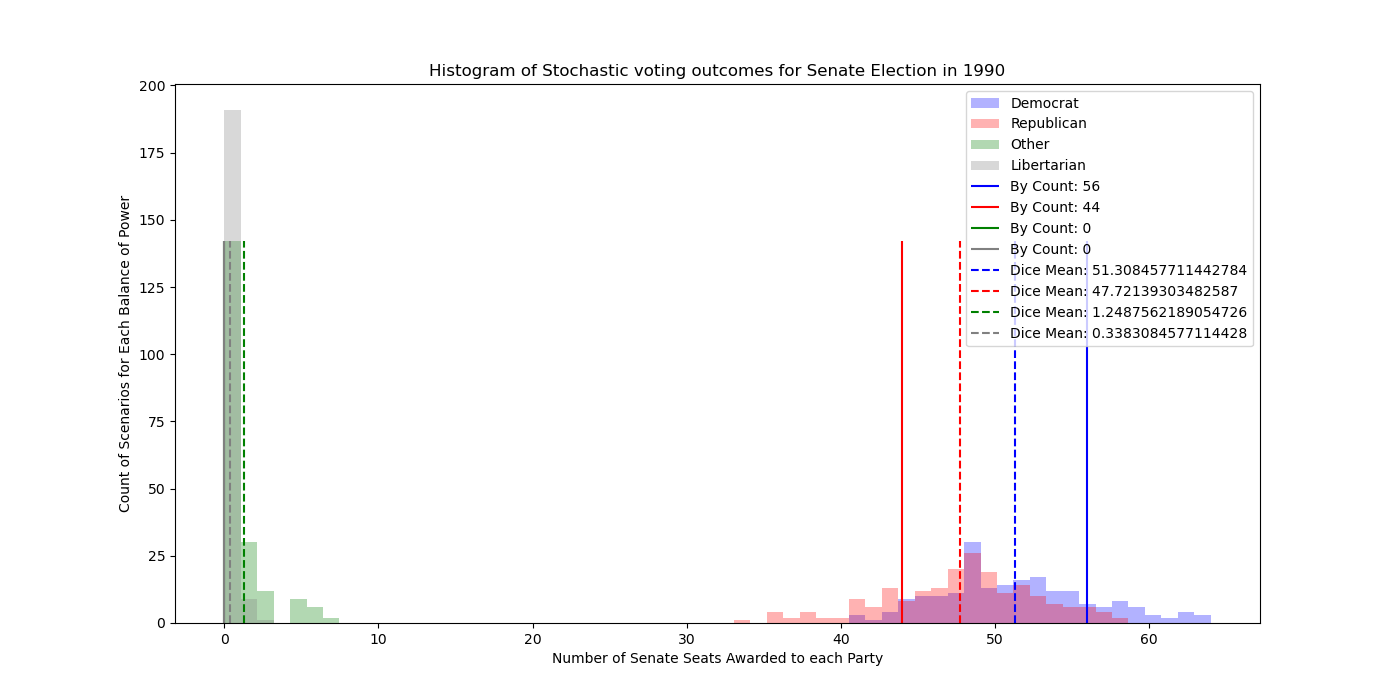 Histogram of Stochastic voting outcomes for Senate Election in 1990
200
175
150
125
100
75
50
25
0
Count of Scenarios for Each Balance of Power
Democrat
Republican
Other
Libertarian
By Count: 56
By Count: 44
By Count: 0
By Count: 0
Dice Mean: 51.308457711442784
Dice Mean: 47.72139303482587
Dice Mean: 1.2487562189054726
Dice Mean: 0.3383084577114428
0 10 20 30 40 50 60
Number of Senate Seats Awarded to each Party